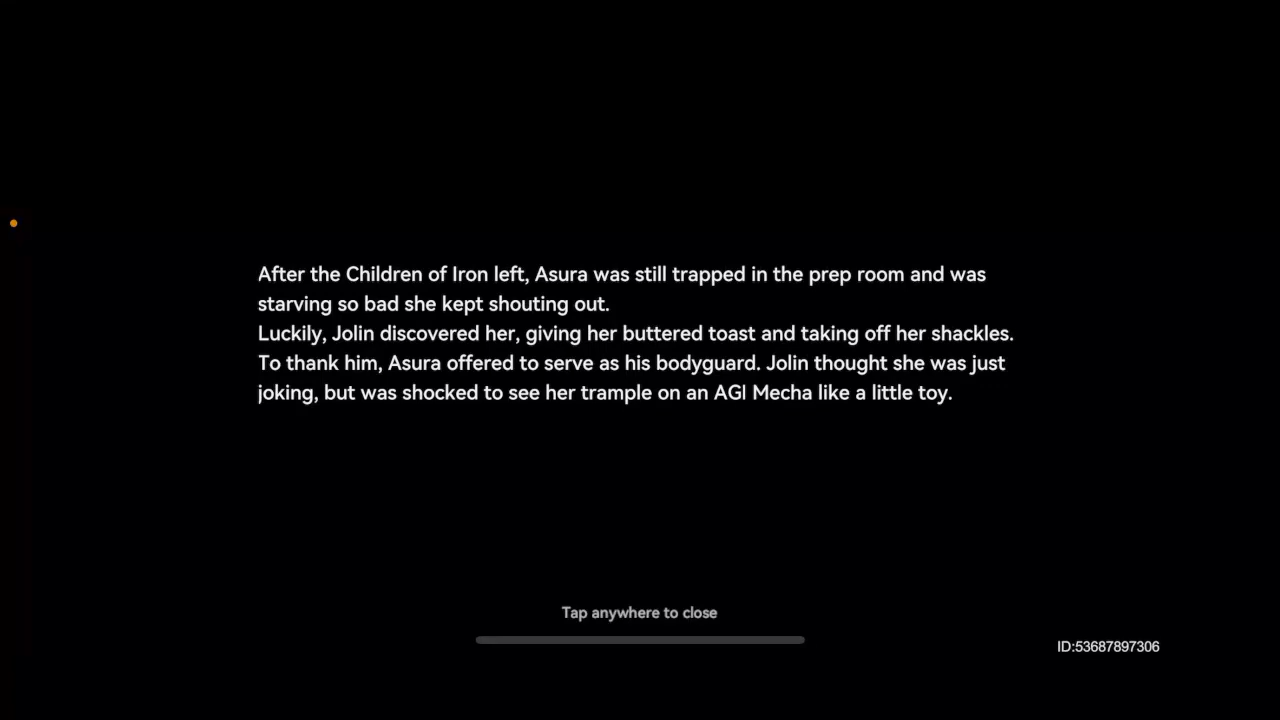 After the Children of Iron left, Asura was still trapped in the prep room and was
starving so bad she kept shouting out.
Luckily, Jolin discovered her, giving her buttered toast and taking off her shackles.
To thank him, Asura offered to serve as his bodyguard. Jolin thought she was just
joking, but was shocked to see her trample on an AGI Mecha like a little toy.
Tap anywhere to close
ID:53687897306